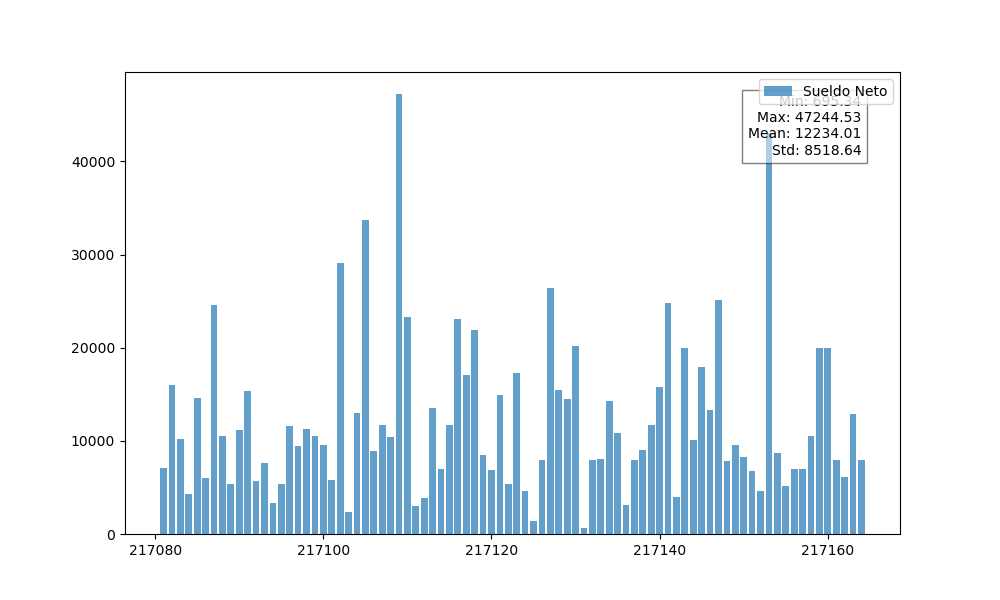 Sueldo Neto
Min: 695.34
Max: 47244.53
Mean: 12234.01
Std: 8518.64
40000
30000
20000
10000
0
217080 217100 217120 217140 217160